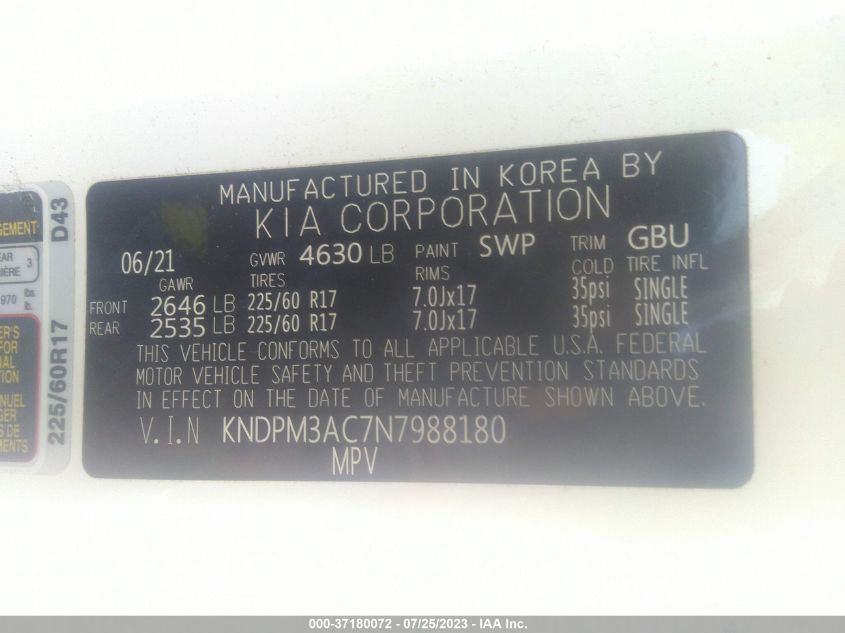 MANUFACTURED IN KOREA BY
KIA CORPORATION
06/21 GVWR 4630 LB PAINT SWP TRIM GBU
GAWR TIRES RIMS COLD TIRE INFL
FRONT 2646 LB 225/60 R17 7.0Jx17 35psi SINGLE
REAR 2535 LB 225/60 R17 7.0Jx17 35psi SINGLE
THIS VEHICLE CONFORMS TO ALL APPLICABLE U.S.A. FEDERAL
MOTOR VEHICLE SAFETY AND THEFT PREVENTION STANDARDS
IN EFFECT ON THE DATE OF MANUFACTURE SHOWN ABOVE.
V.I.N KNDPM3AC7N7988180
MPV
D43
225/60R17
3
970 lbs
000-37180072 - 07/25/2023 - IAA Inc.